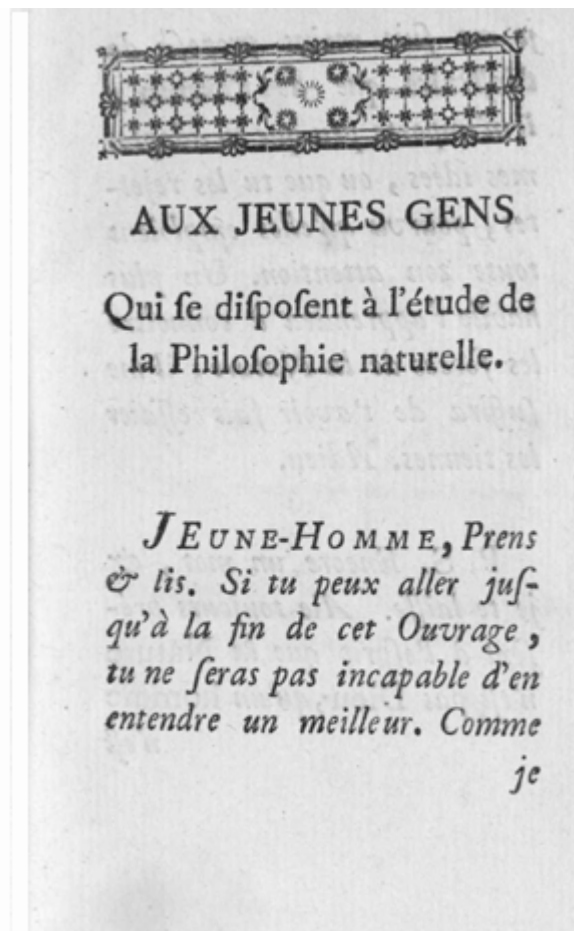 AUX JEUNES GENS
Qui ſe diſpoſent à l'étude de
la Philoſophie naturelle.
JEUNE-HOMME, Prens
& lis. Si tu peux aller juſ-
qu'à la fin de cet Ouvrage,
tu ne ſeras pas incapable d'en
entendre un meilleur. Comme
je